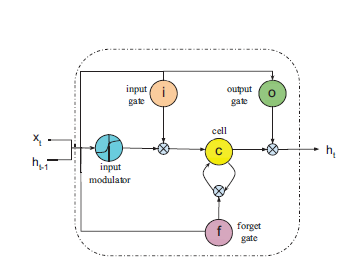 input
gate
i
output
gate
o
cell
c
x_t
h_t-1
input
modulator
h_t
f
forget
gate